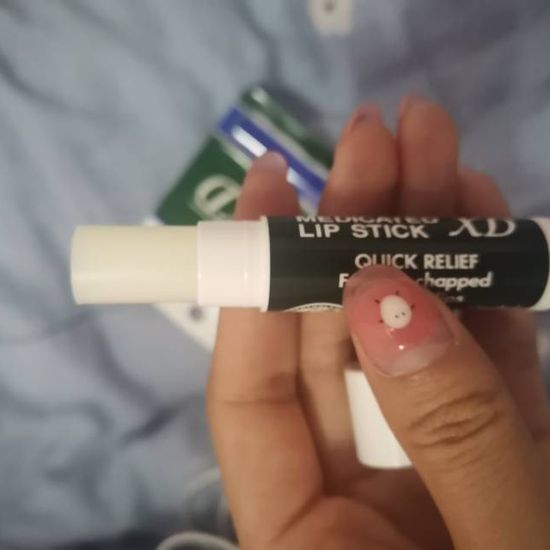 MEDICATED
LIP STICK XD
QUICK RELIEF
chapped